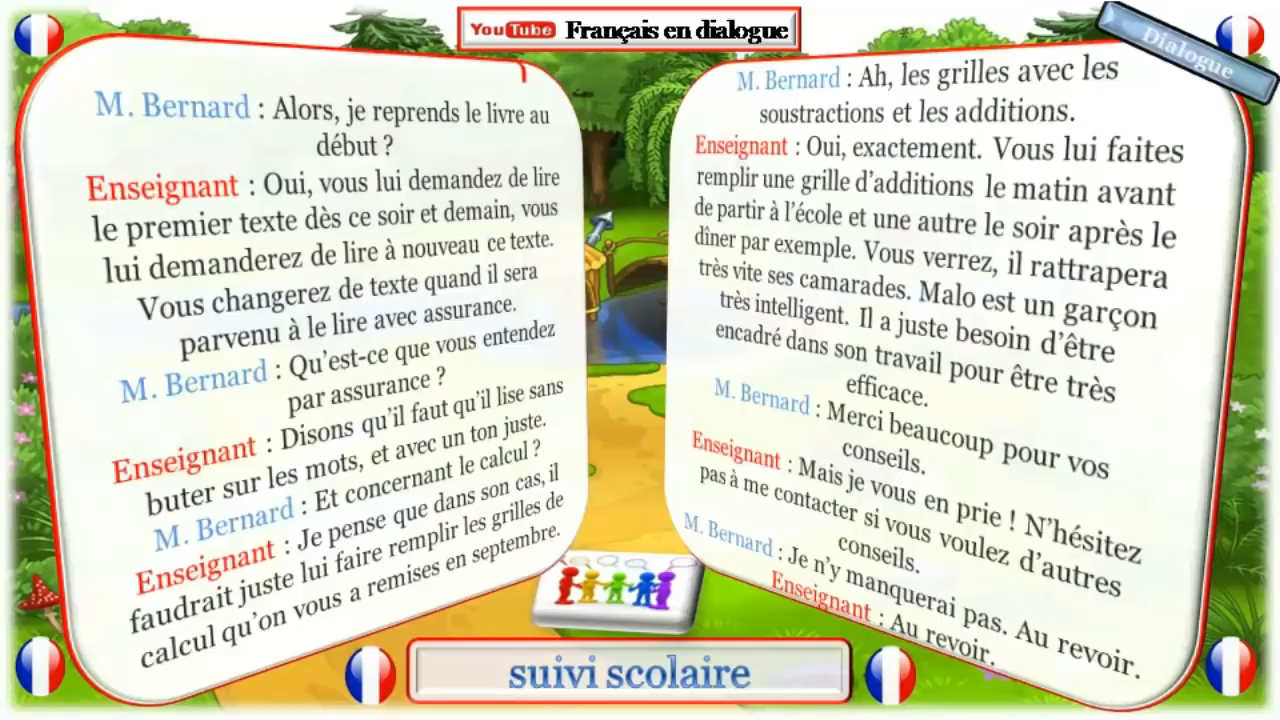 YouTube Français en dialogue
Dialogue
M. Bernard : Alors, je reprends le livre au
début ?
Enseignant : Oui, vous lui demandez de lire
le premier texte dès ce soir et demain, vous
lui demanderez de lire à nouveau ce texte.
Vous changerez de texte quand il sera
parvenu à le lire avec assurance.
M. Bernard : Qu'est-ce que vous entendez
par assurance ?
Enseignant : Disons qu'il faut qu'il lise sans
buter sur les mots, et avec un ton juste.
M. Bernard : Et concernant le calcul ?
Enseignant : Je pense que dans son cas, il
faudrait juste lui faire remplir les grilles de
calcul qu'on vous a remises en septembre.
M. Bernard : Ah, les grilles avec les
soustractions et les additions.
Enseignant : Oui, exactement. Vous lui faites
remplir une grille d'additions le matin avant
de partir à l'école et une autre le soir après le
dîner par exemple. Vous verrez, il rattrapera
très vite ses camarades. Malo est un garçon
très intelligent. Il a juste besoin d'être
encadré dans son travail pour être très
efficace.
M. Bernard : Merci beaucoup pour vos
conseils.
Enseignant : Mais je vous en prie ! N'hésitez
pas à me contacter si vous voulez d'autres
conseils.
M. Bernard : Je n'y manquerai pas. Au revoir.
Enseignant : Au revoir.
suivi scolaire